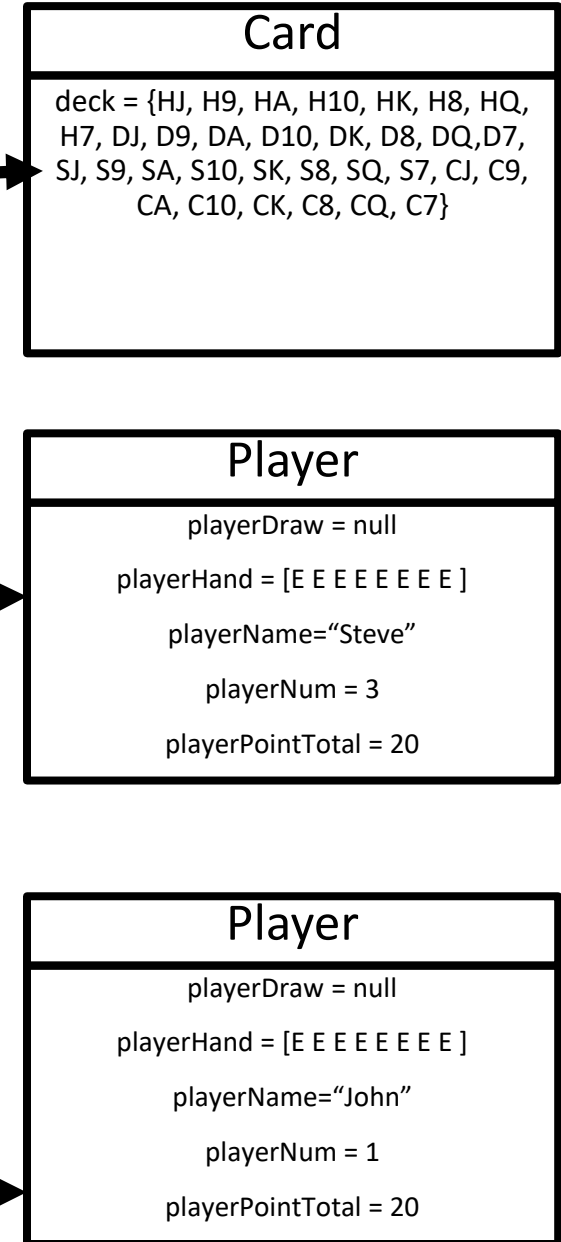 Card
deck = {HJ, H9, HA, H10, HK, H8, HQ,
H7, DJ, D9, DA, D10, DK, D8, DQ,D7,
SJ, S9, SA, S10, SK, S8, SQ, S7, CJ, C9,
CA, C10, CK, C8, CQ, C7}
Player
playerDraw = null
playerHand = [E E E E E E E E ]
playerName=“Steve”
playerNum = 3
playerPointTotal = 20
Player
playerDraw = null
playerHand = [E E E E E E E E ]
playerName=“John”
playerNum = 1
playerPointTotal = 20